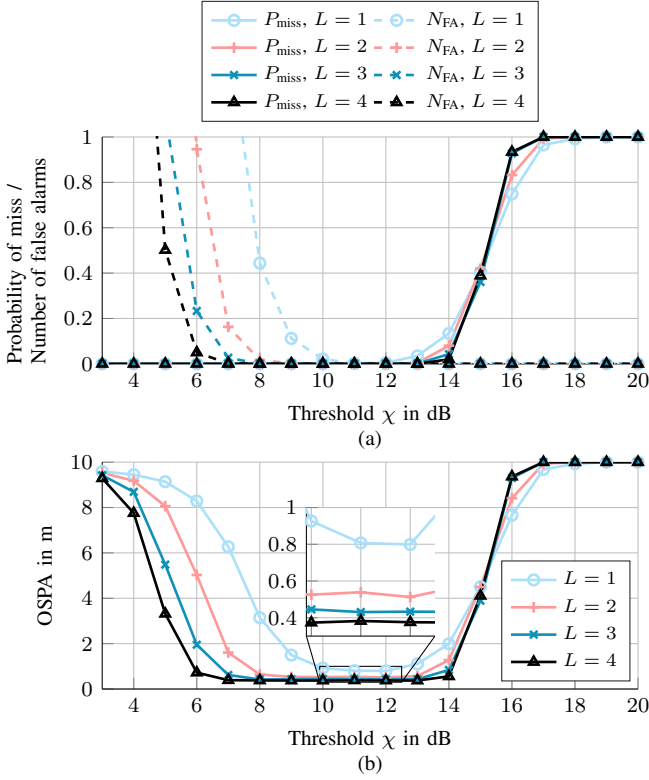 P_miss, L = 1 N_FA, L = 1
P_miss, L = 2 N_FA, L = 2
P_miss, L = 3 N_FA, L = 3
P_miss, L = 4 N_FA, L = 4
Probability of miss /
Number of false alarms
1
0.8
0.6
0.4
0.2
0
4 6 8 10 12 14 16 18 20
Threshold χ in dB
(a)
OSPA in m
10
8
6
4
2
0
1
0.8
0.6
0.4
L = 1
L = 2
L = 3
L = 4
4 6 8 10 12 14 16 18 20
Threshold χ in dB
(b)